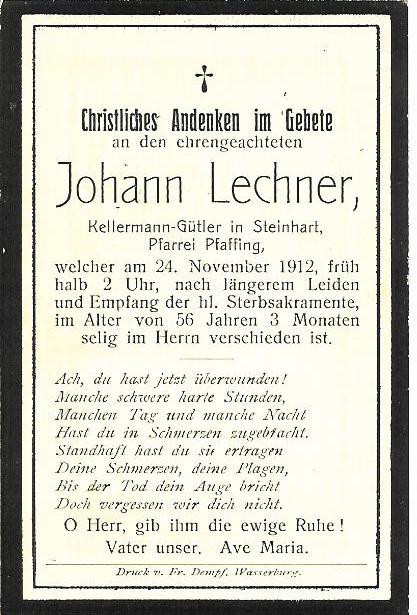 Christliches Andenken im Gebete
an den ehrengeachteten
Johann Lechner,
Kellermann-Gütler in Steinhart,
Pfarrei Pfaffing,
welcher am 24. November 1912, früh
halb 2 Uhr, nach längerem Leiden
und Empfang der hl. Sterbsakramente,
im Alter von 56 Jahren 3 Monaten
selig im Herrn verschieden ist.
Ach, du hast jetzt überwunden!
Manche schwere harte Stunden,
Manchen Tag und manche Nacht
Hast du in Schmerzen zugebracht.
Standhaft hast du sie ertragen
Deine Schmerzen, deine Plagen,
Bis der Tod dein Auge bricht
Doch vergessen wir dich nicht.
O Herr, gib ihm die ewige Ruhe!
Vater unser. Ave Maria.
Druck v. Fr. Dempf, Wasserburg.